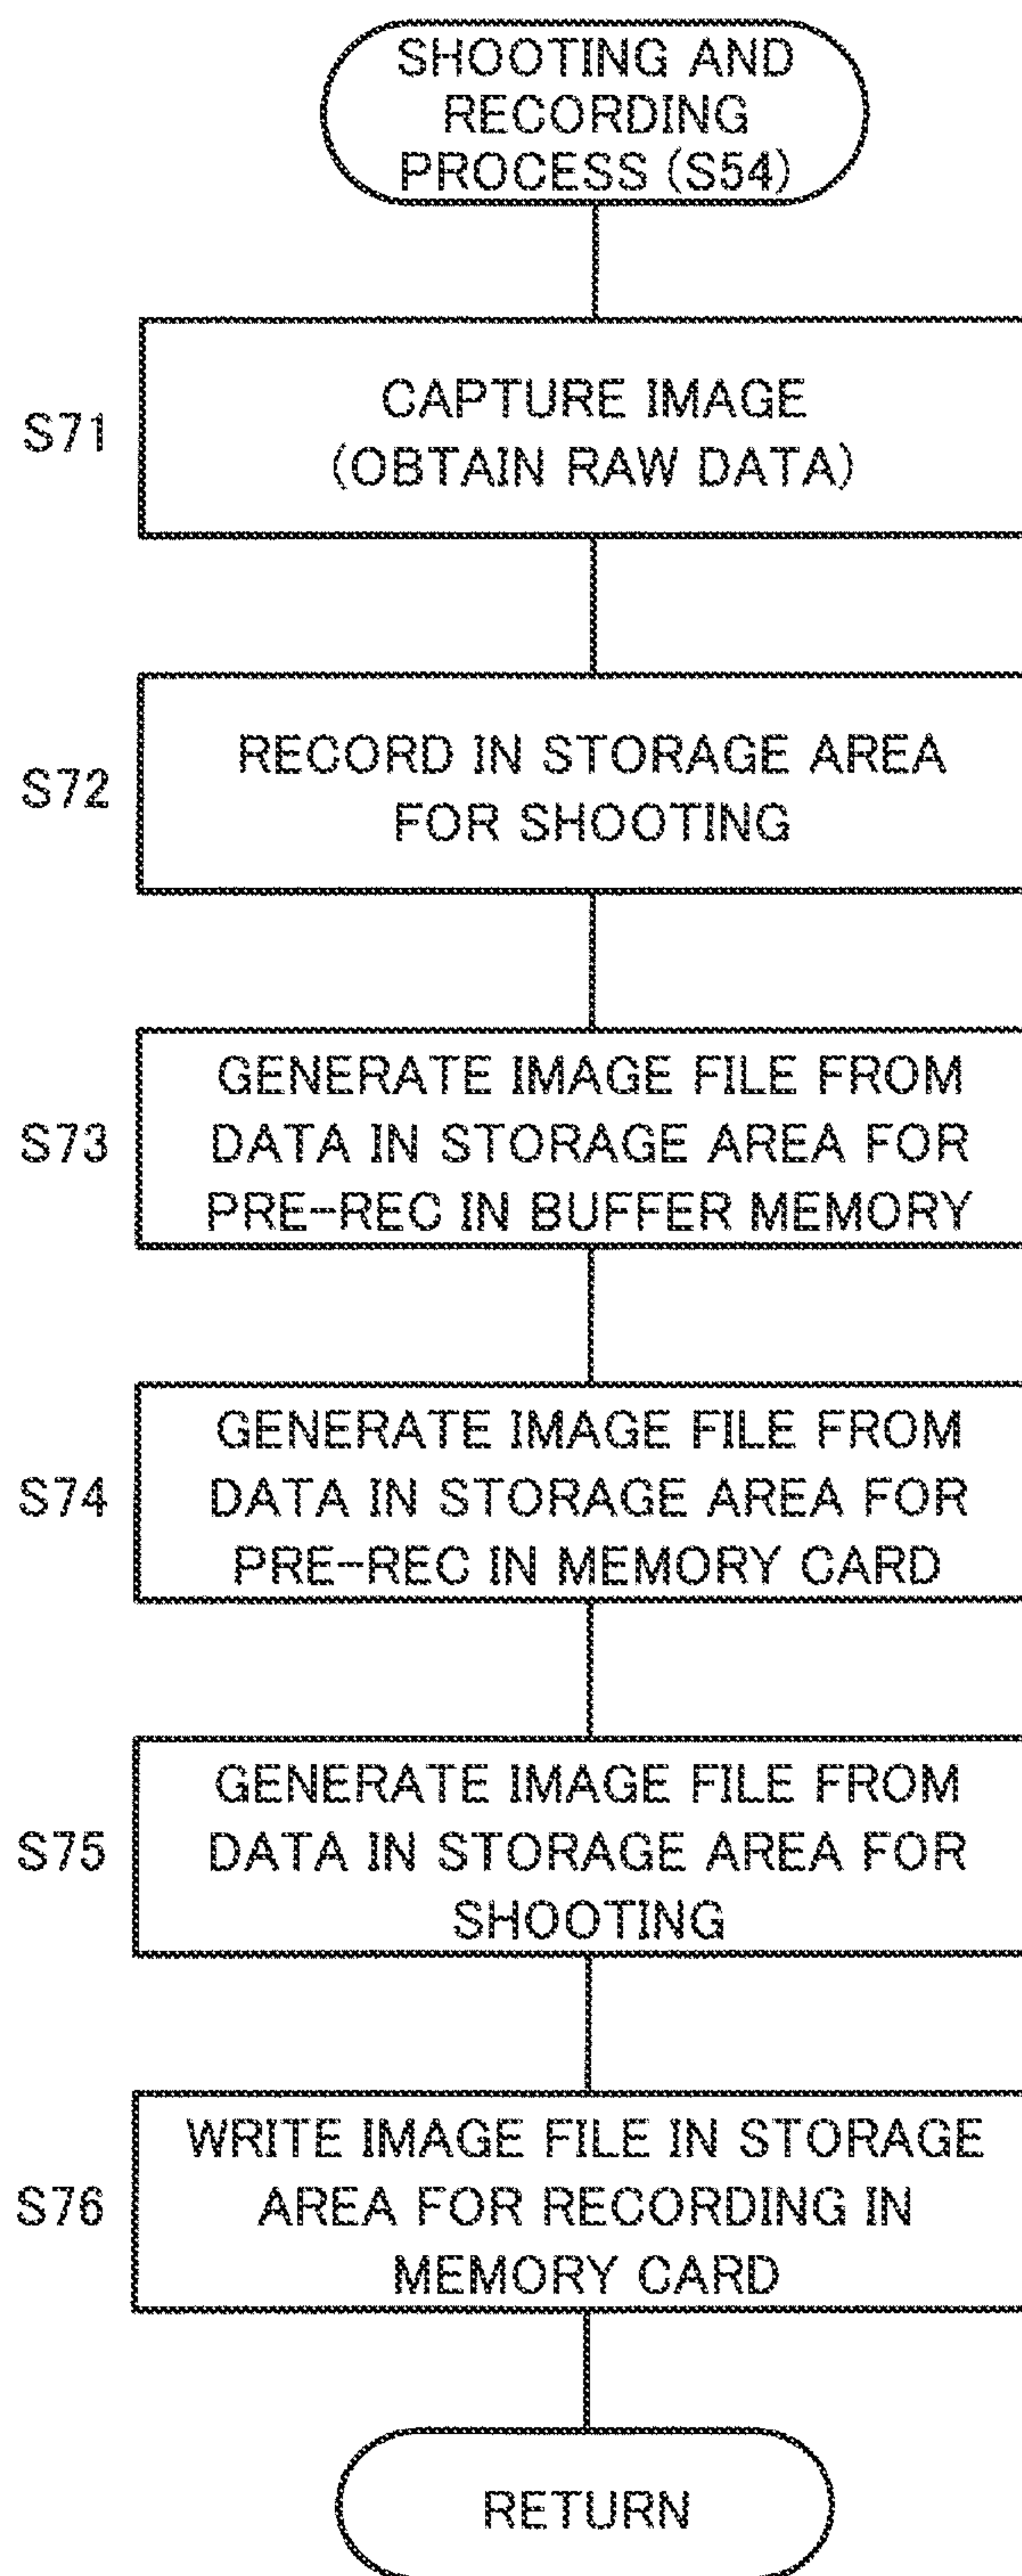 SHOOTING AND
RECORDING
PROCESS (S54)
S71
CAPTURE IMAGE
(OBTAIN RAW DATA)
S72
RECORD IN STORAGE AREA
FOR SHOOTING
S73
GENERATE IMAGE FILE FROM
DATA IN STORAGE AREA FOR
PRE-REC IN BUFFER MEMORY
S74
GENERATE IMAGE FILE FROM
DATA IN STORAGE AREA FOR
PRE-REC IN MEMORY CARD
S75
GENERATE IMAGE FILE FROM
DATA IN STORAGE AREA FOR
SHOOTING
S76
WRITE IMAGE FILE IN STORAGE
AREA FOR RECORDING IN
MEMORY CARD
RETURN